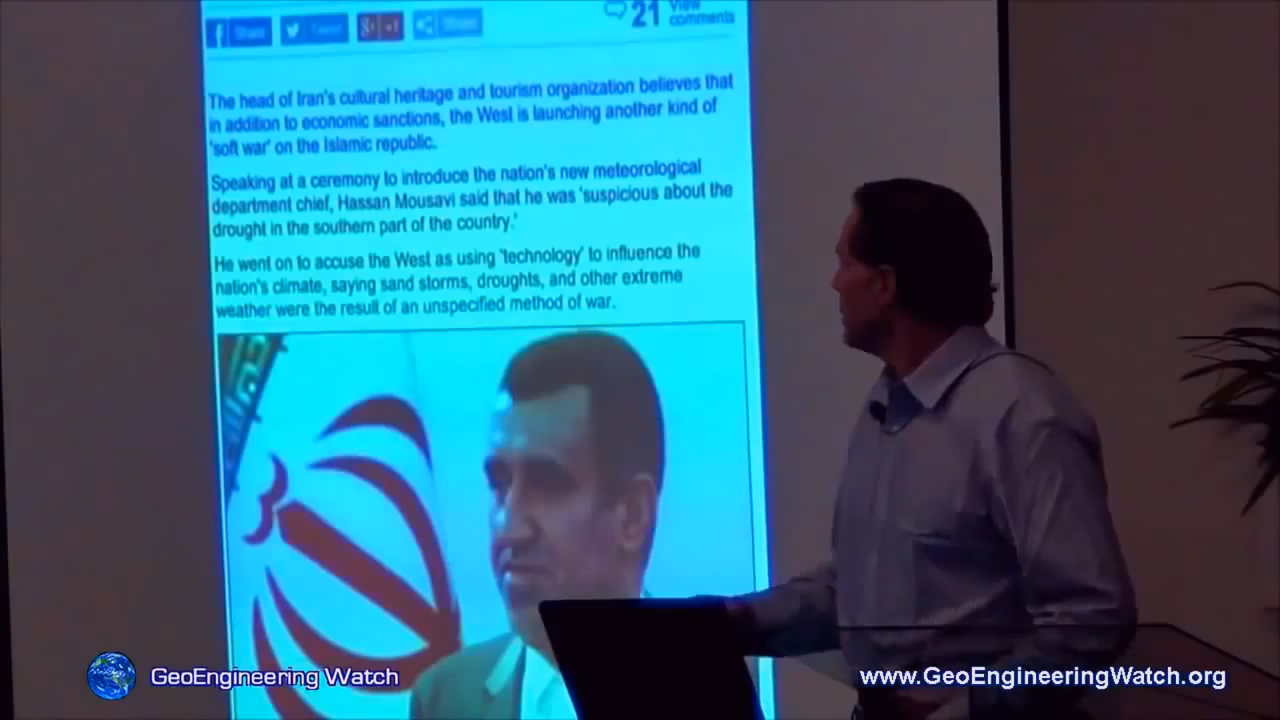 Share
Tweet
g+ +1
Share
21
View
comments
The head of Iran's cultural heritage and tourism organization believes that
in addition to economic sanctions, the West is launching another kind of
'soft war' on the Islamic republic.
Speaking at a ceremony to introduce the nation's new meteorological
department chief, Hassan Mousavi said that he was 'suspicious about the
drought in the southern part of the country.'
He went on to accuse the West as using 'technology' to influence the
nation's climate, saying sand storms, droughts, and other extreme
weather were the result of an unspecified method of war.
GeoEngineering Watch
www.GeoEngineeringWatch.org